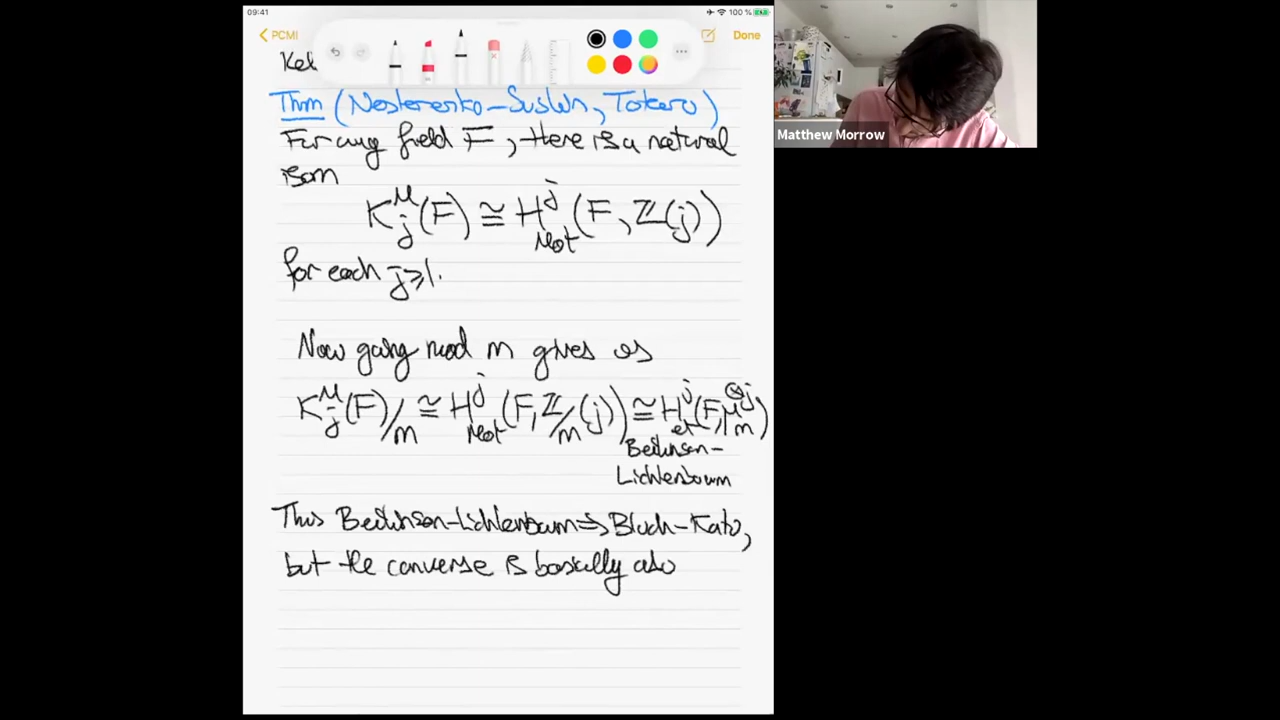 09:41
100 %
PCMI
Done
Thm (Nesterenko-Suslin, Totaro)
For any field F, there is a natural
isom
K^M_j(F) ≅ H^j_Mot(F, ℤ(j))
for each j≥1.
Now going mod m gives us
K^M_j(F)/m ≅ H^j_Mot(F, ℤ/m(j)) ≅ H^j_et(F, μ_m^⊗j)
Beilinson-
Lichtenbaum
Thus Beilinson-Lichtenbaum ⇒ Bloch-Kato,
but the converse is basically also
Matthew Morrow